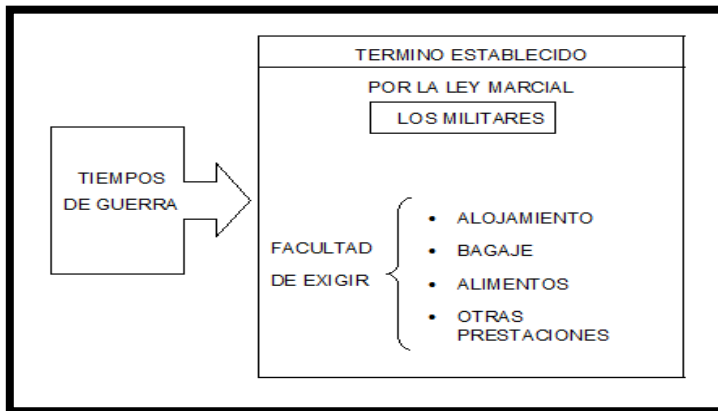 TERMINO ESTABLECIDO
POR LA LEY MARCIAL
LOS MILITARES
TIEMPOS
DE GUERRA
FACULTAD
DE EXIGIR
• ALOJAMIENTO
• BAGAJE
• ALIMENTOS
• OTRAS
PRESTACIONES